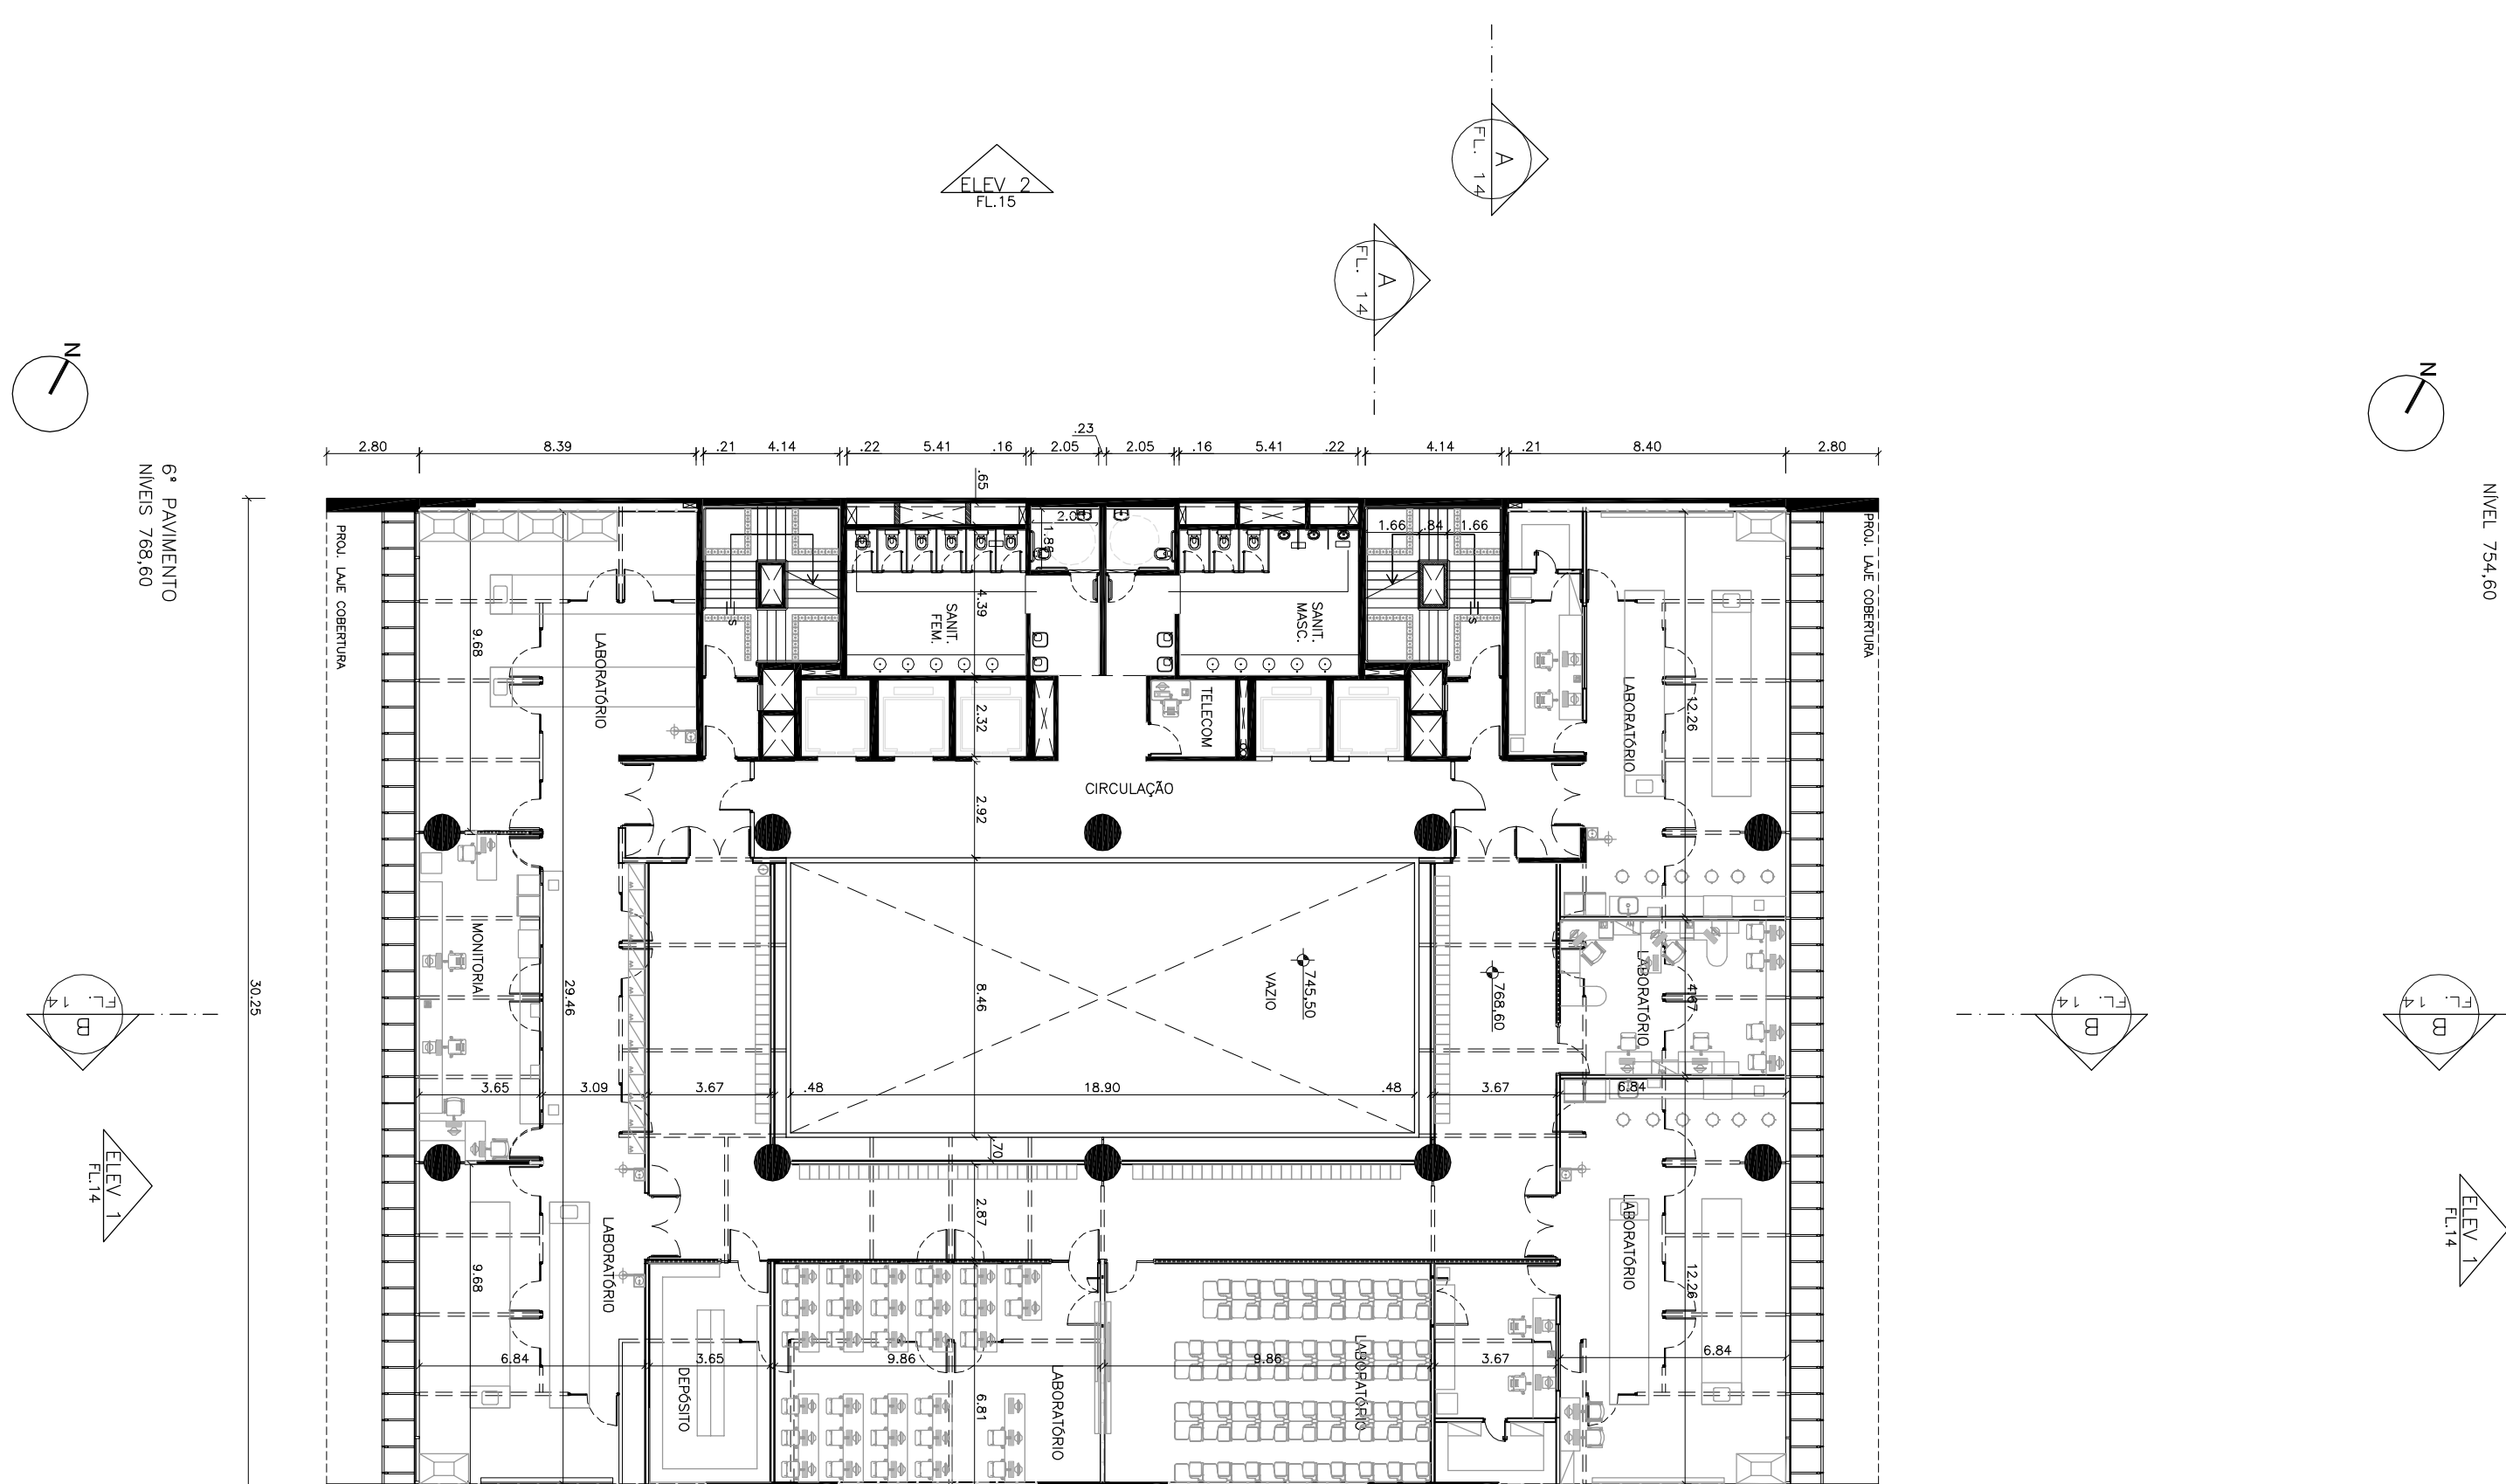 A
FL. 14
ELEV 2
FL.15
A
FL. 14
N
N
6º PAVIMENTO
NÍVEIS 768,60
NÍVEL 754,60
2.80
8.39
.21
4.14
.22
5.41
.16
2.05
.23
2.05
.16
5.41
.22
4.14
.21
8.40
2.80
.65
PROJ. LAJE COBERTURA
PROJ. LAJE COBERTURA
1.66
.84
1.66
9.68
LABORATÓRIO
S
SANIT.
FEM.
4.39
SANIT.
MASC.
S
LABORATÓRIO
12.26
2.32
TELECOM
CIRCULAÇÃO
2.92
30.25
MONITORIA
29.46
8.46
VAZIO
745,50
768,60
LABORATÓRIO
4.67
FL. 14
B
FL. 14
B
FL. 14
B
3.65
3.09
3.67
.48
18.90
.48
3.67
6.84
.70
ELEV 1
FL.14
ELEV 1
FL.14
2.87
LABORATÓRIO
LABORATÓRIO
9.68
12.26
6.84
3.65
9.86
9.86
3.67
6.84
DEPÓSITO
6.81
LABORATÓRIO
LABORATÓRIO